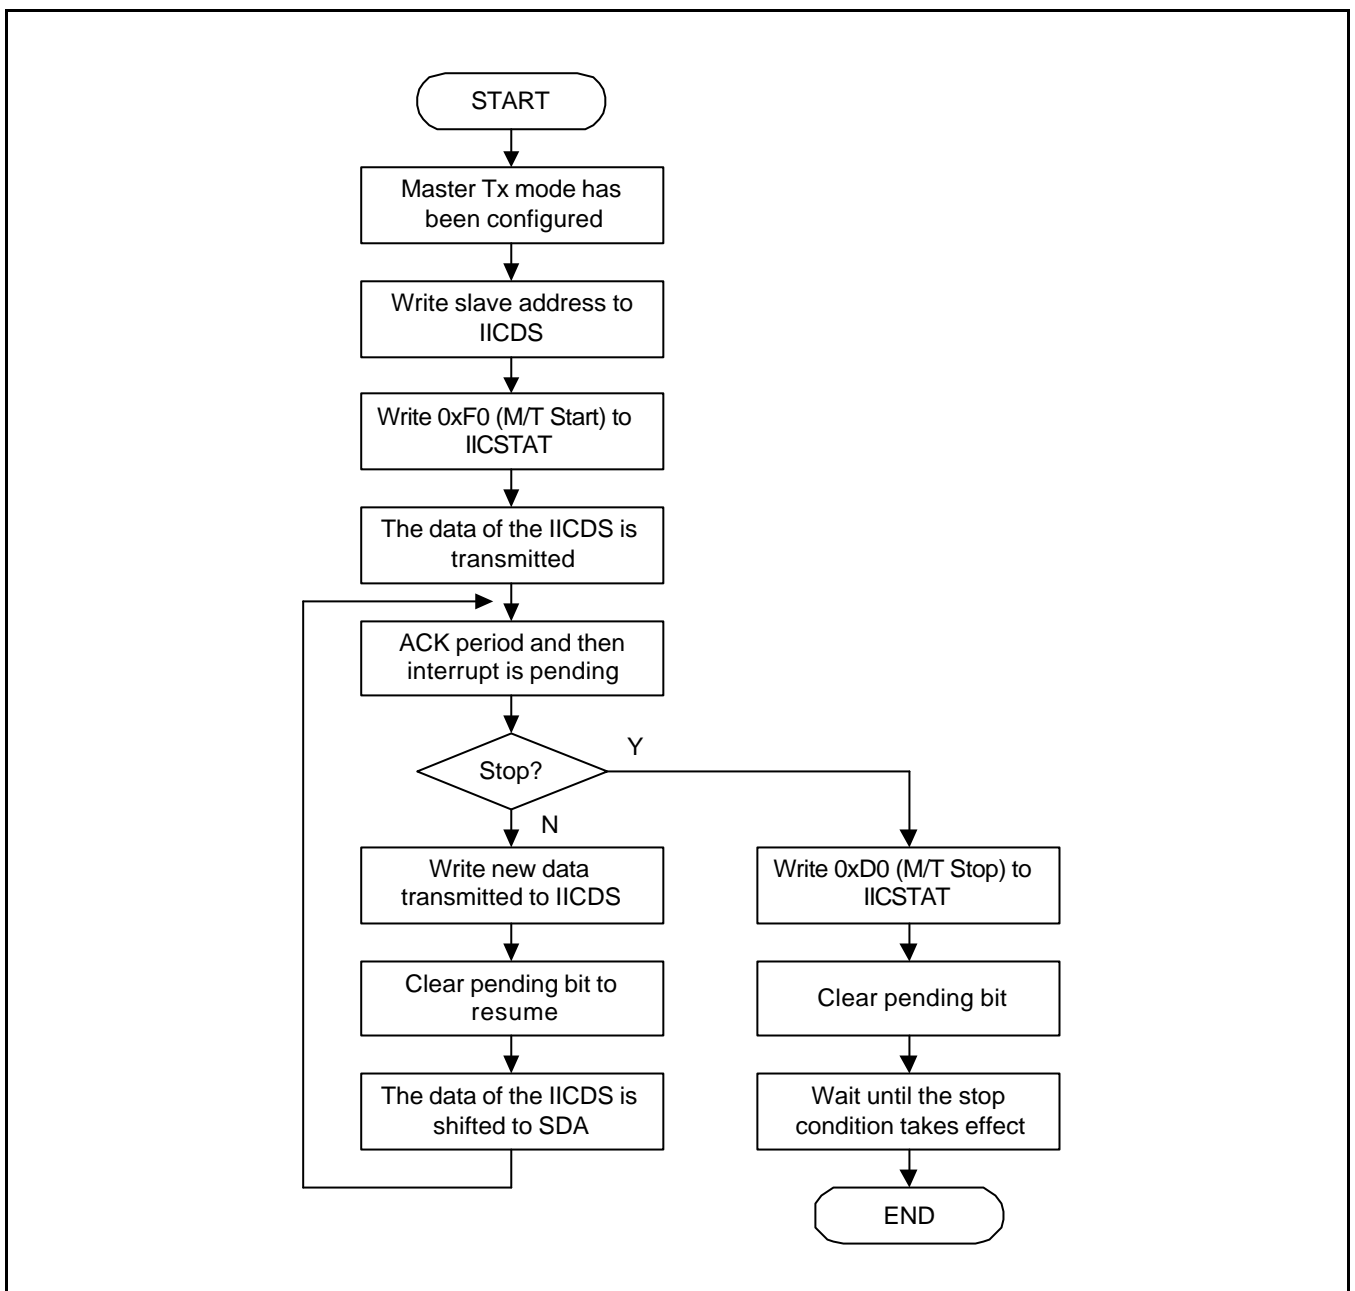 START
Master Tx mode has
been configured
Write slave address to
IICDS
Write 0xF0 (M/T Start) to
IICSTAT
The data of the IICDS is
transmitted
ACK period and then
interrupt is pending
Stop?
Y
N
Write new data
transmitted to IICDS
Clear pending bit to
resume
The data of the IICDS is
shifted to SDA
Write 0xD0 (M/T Stop) to
IICSTAT
Clear pending bit
Wait until the stop
condition takes effect
END